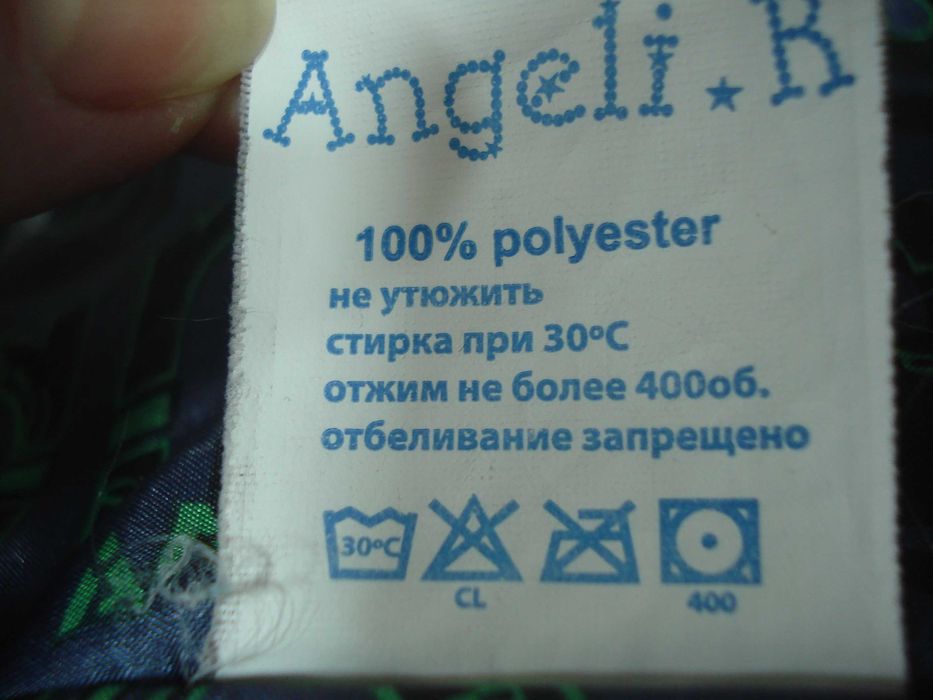 Angeli.R
100% polyester
не утюжить
стирка при 30ºC
отжим не более 400об.
отбеливание запрещено
30ºC
CL
400